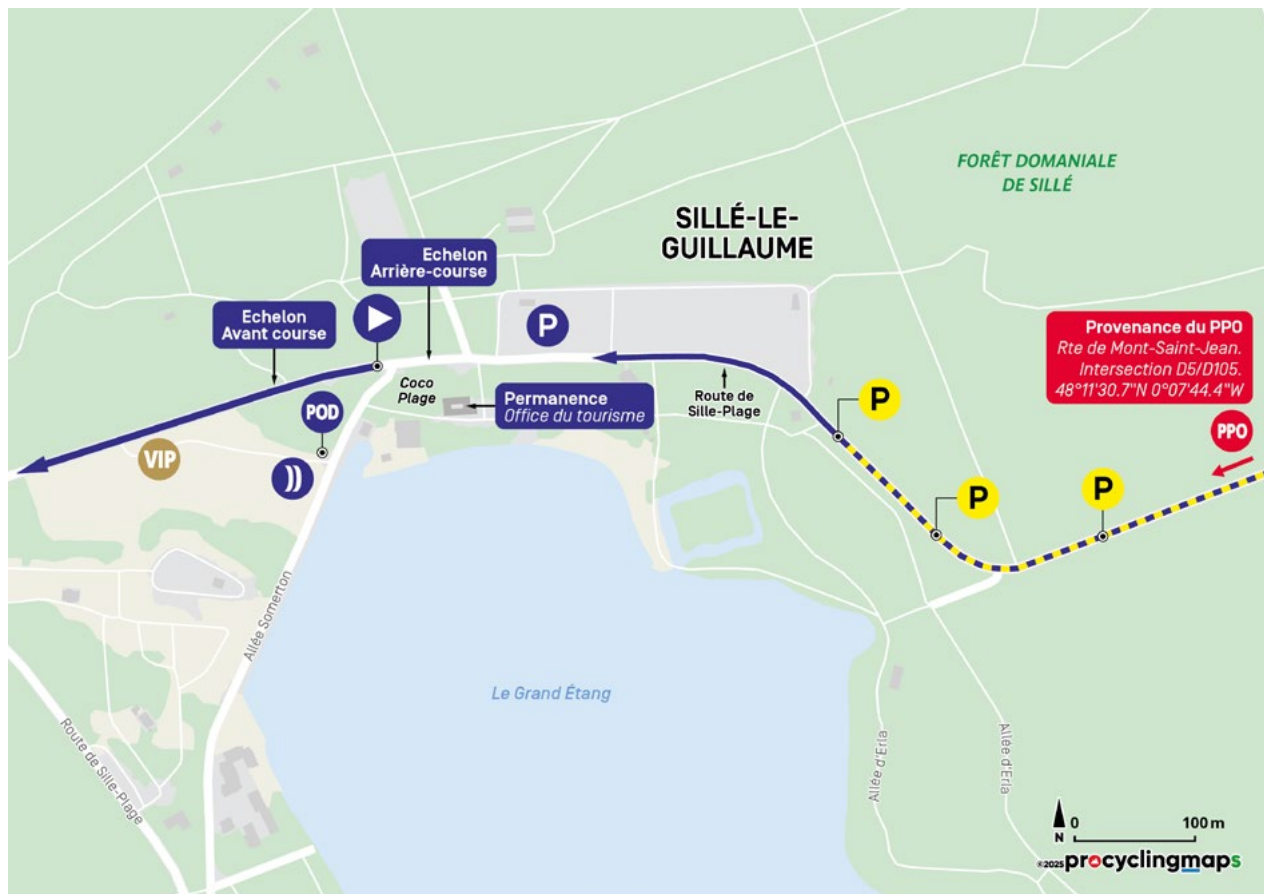 FORÊT DOMANIALE
DE SILLÉ
SILLÉ-LE-
GUILLAUME
Echelon
Arrière-course
Echelon
Avant course
P
Provenance du PPO
Rte de Mont-Saint-Jean.
Intersection D5/D105.
48°11'30.7"N 0°07'44.4"W
PPO
Coco
Plage
Permanence
Office du tourisme
Route de
Sille-Plage
P
P
P
POD
VIP
Allée Somerton
Le Grand Étang
Route de Sille-Plage
Allée d'Erla
Allée d'Erla
N
0 100 m
©2025 procyclingmaps